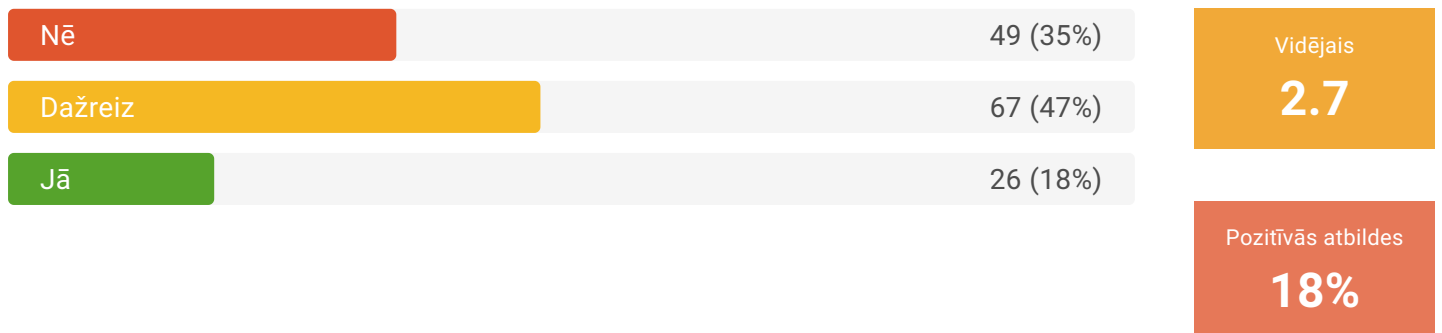 Nē 49 (35%)
Dažreiz 67 (47%)
Jā 26 (18%)
Vidējais
2.7
Pozitīvās atbildes
18%